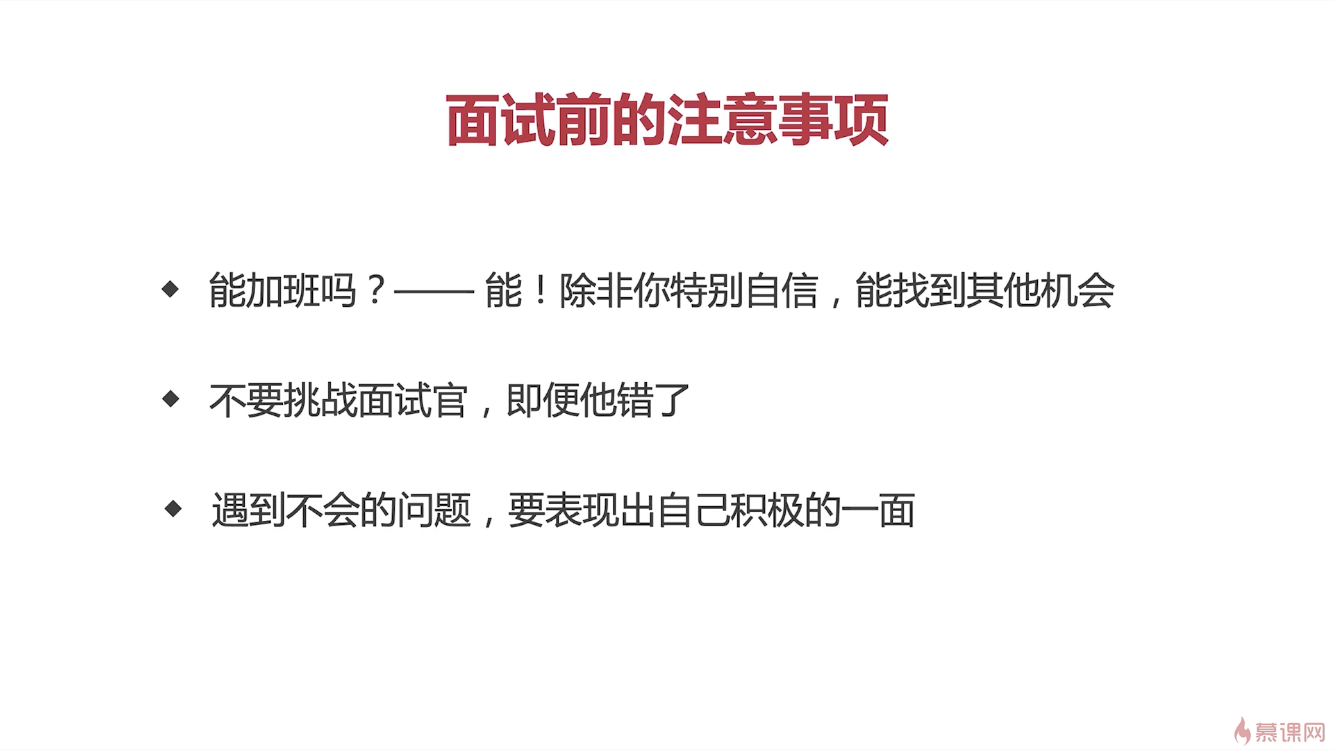 面试前的注意事项
◆ 能加班吗？—— 能！除非你特别自信，能找到其他机会
◆ 不要挑战面试官，即便他错了
◆ 遇到不会的问题，要表现出自己积极的一面
慕课网